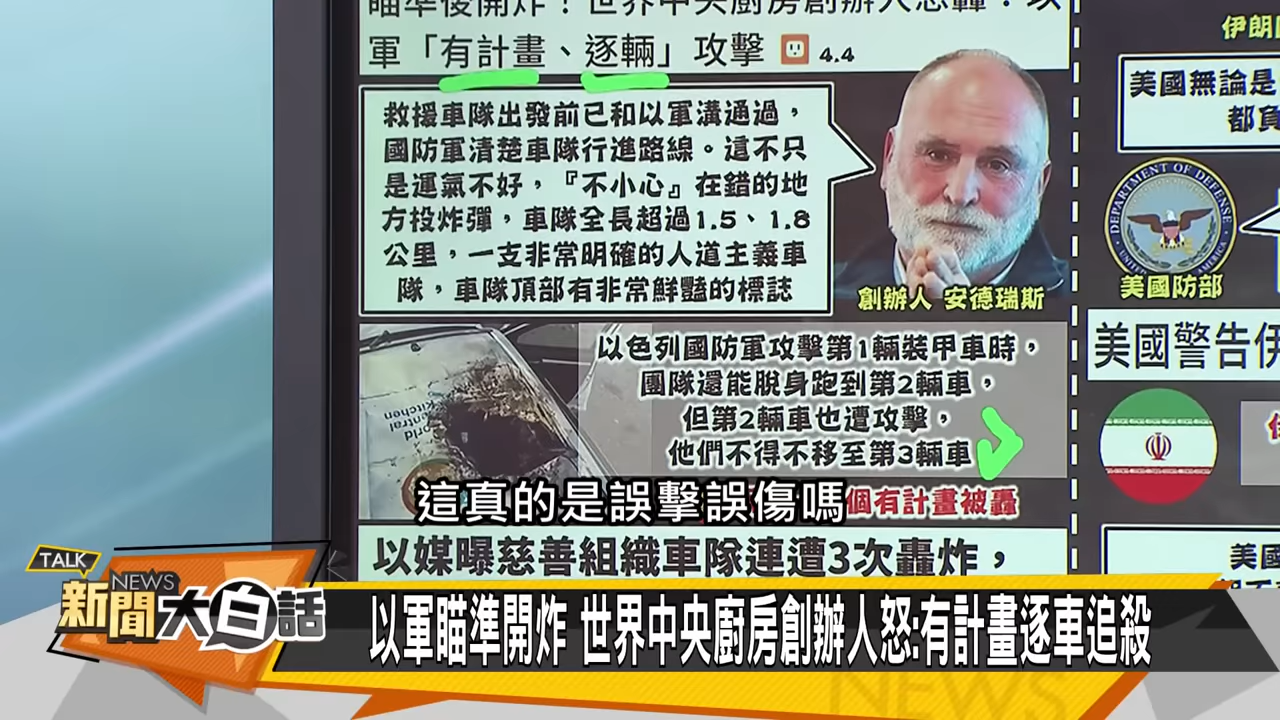 瞄準後開炸！世界中央廚房創辦人怒轟：以
軍「有計畫、逐輛」攻擊 4.4
救援車隊出發前已和以軍溝通過，
國防軍清楚車隊行進路線。這不只
是運氣不好，『不小心』在錯的地
方投炸彈，車隊全長超過1.5、1.8
公里，一支非常明確的人道主義車
隊，車隊頂部有非常鮮豔的標誌
創辦人 安德瑞斯
以色列國防軍攻擊第1輛裝甲車時，
團隊還能脫身跑到第2輛車，
但第2輛車也遭攻擊，
他們不得不移至第3輛車
個有計畫被轟
World
Central
Kitchen
以媒曝慈善組織車隊連遭3次轟炸，
伊朗
美國無論是
都負
DEPARTMENT OF DEFENSE
美國防部
美國警告伊
美國
這真的是誤擊誤傷嗎
TALK
NEWS
新聞大白話
以軍瞄準開炸 世界中央廚房創辦人怒:有計畫逐車追殺
NEWS